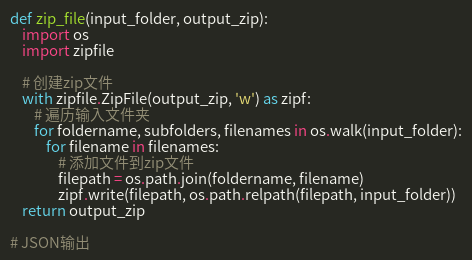 def zip_file(input_folder, output_zip):
    import os
    import zipfile

    # 创建zip文件
    with zipfile.ZipFile(output_zip, 'w') as zipf:
        # 遍历输入文件夹
        for foldername, subfolders, filenames in os.walk(input_folder):
            for filename in filenames:
                # 添加文件到zip文件
                filepath = os.path.join(foldername, filename)
                zipf.write(filepath, os.path.relpath(filepath, input_folder))
    return output_zip

# JSON输出